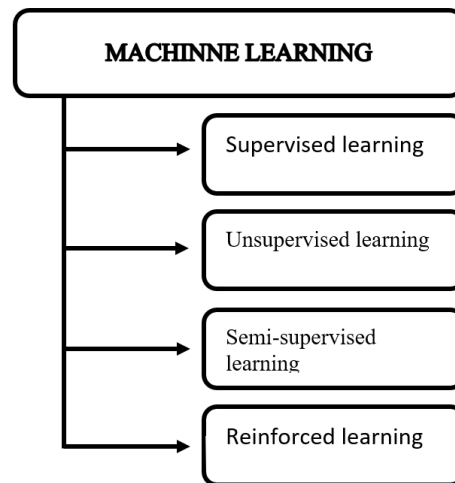 MACHINNE LEARNING
Supervised learning
Unsupervised learning
Semi-supervised
learning
Reinforced learning